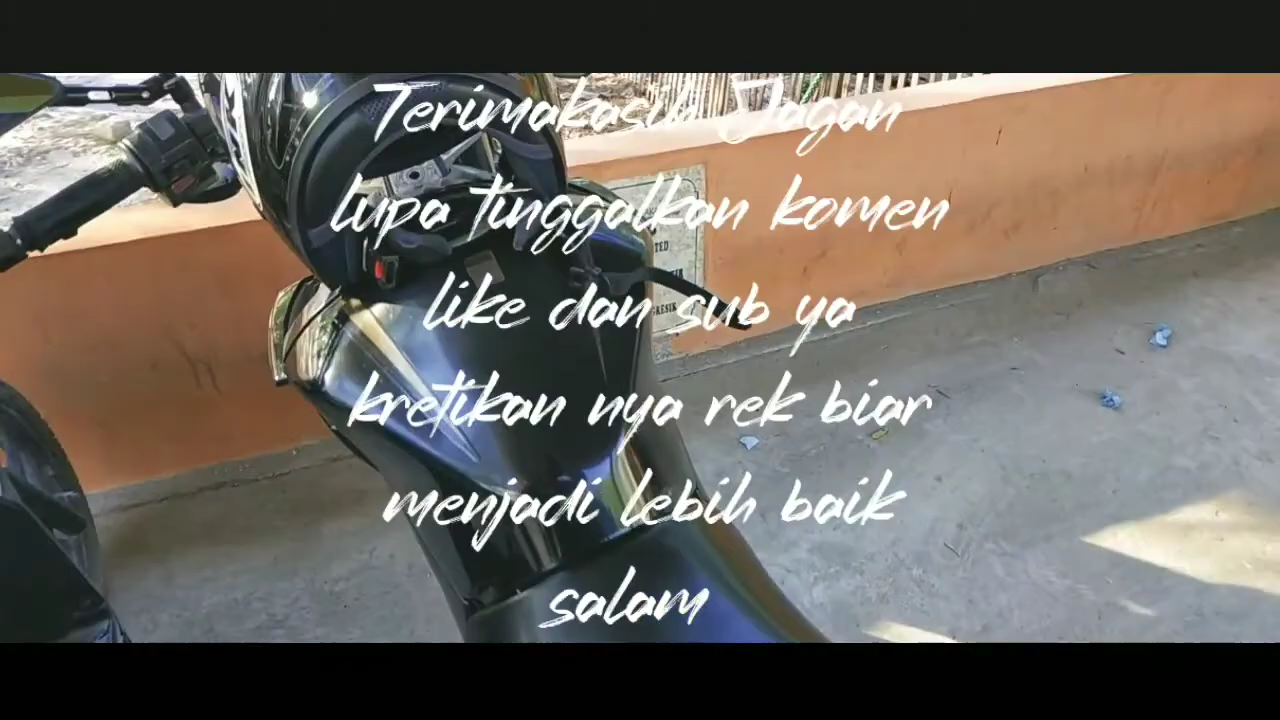 Terimakasih Jagan
lupa tinggalkan komen
like dan sub ya
kretikan nya rek biar
menjadi lebih baik
salam